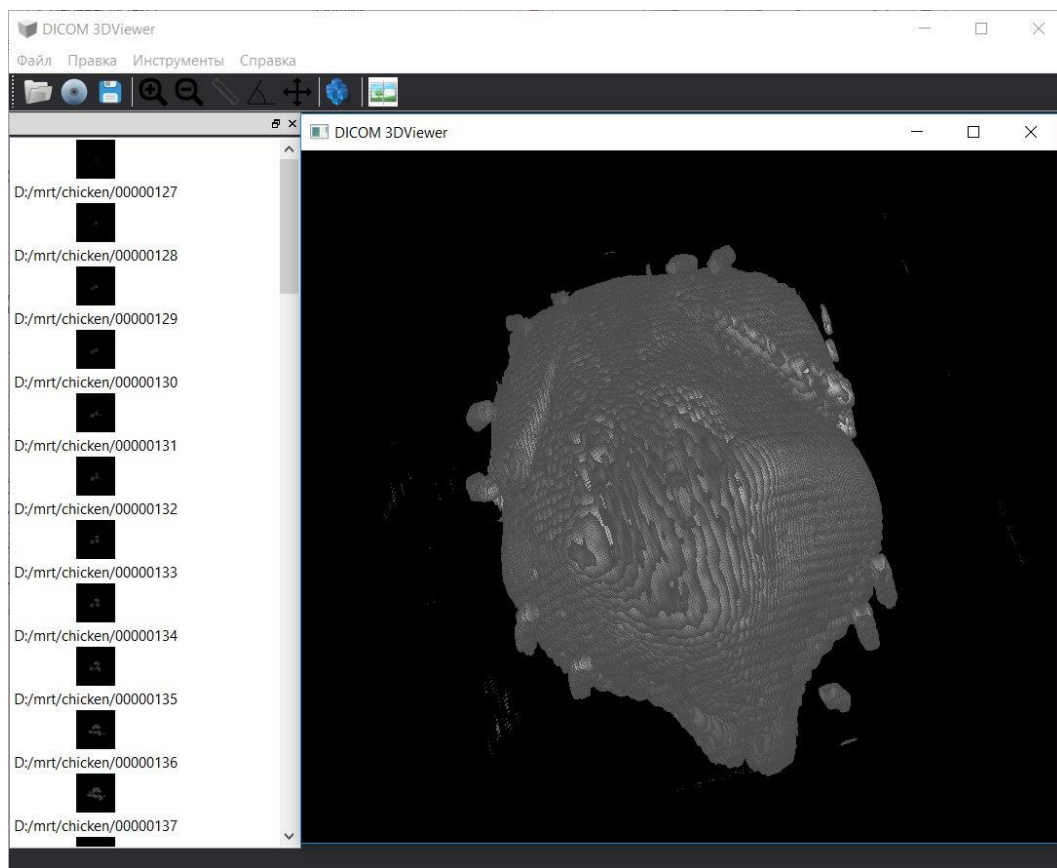 DICOM 3DViewer
Файл Правка Инструменты Справка
DICOM 3DViewer
D:/mrt/chicken/00000127
D:/mrt/chicken/00000128
D:/mrt/chicken/00000129
D:/mrt/chicken/00000130
D:/mrt/chicken/00000131
D:/mrt/chicken/00000132
D:/mrt/chicken/00000133
D:/mrt/chicken/00000134
D:/mrt/chicken/00000135
D:/mrt/chicken/00000136
D:/mrt/chicken/00000137